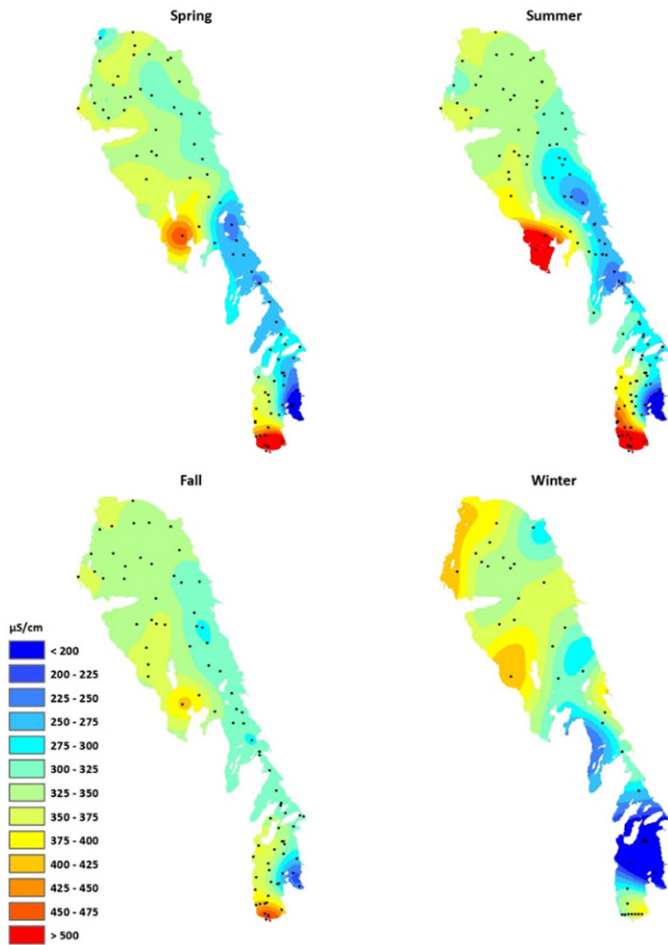 Spring
Summer
Fall
Winter
µS/cm
< 200
200 - 225
225 - 250
250 - 275
275 - 300
300 - 325
325 - 350
350 - 375
375 - 400
400 - 425
425 - 450
450 - 475
> 500